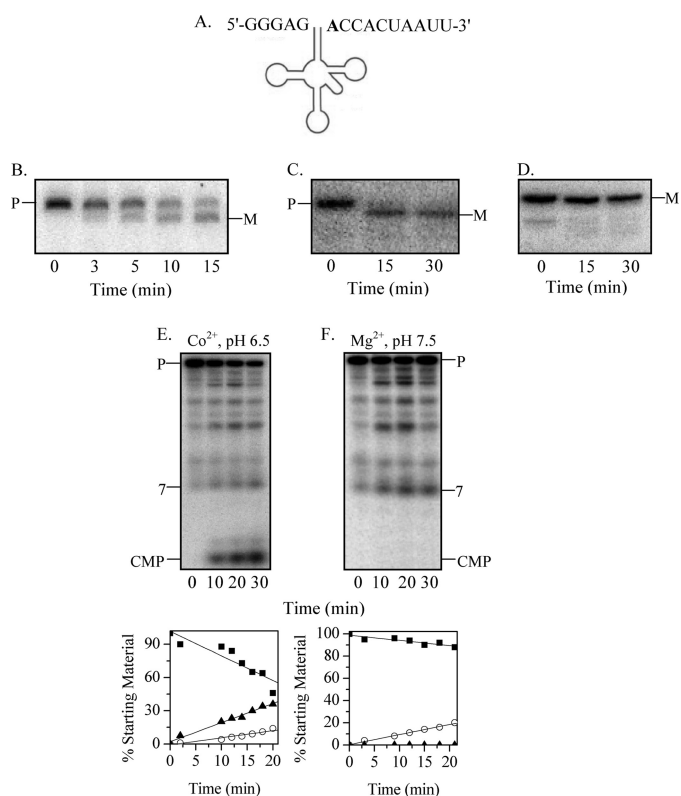 A. 5'-GGGAG ACCACUAAUU-3'
B. C. D.
P M P M M
0 3 5 10 15 0 15 30 0 15 30
Time (min) Time (min) Time (min)
E. Co2+, pH 6.5 F. Mg2+, pH 7.5
P P
7 7
CMP CMP
0 10 20 30 0 10 20 30
Time (min)
% Starting Material 90 60 30 0 % Starting Material 100 80 60 40 20 0
0 5 10 15 20 0 5 10 15 20
Time (min) Time (min)